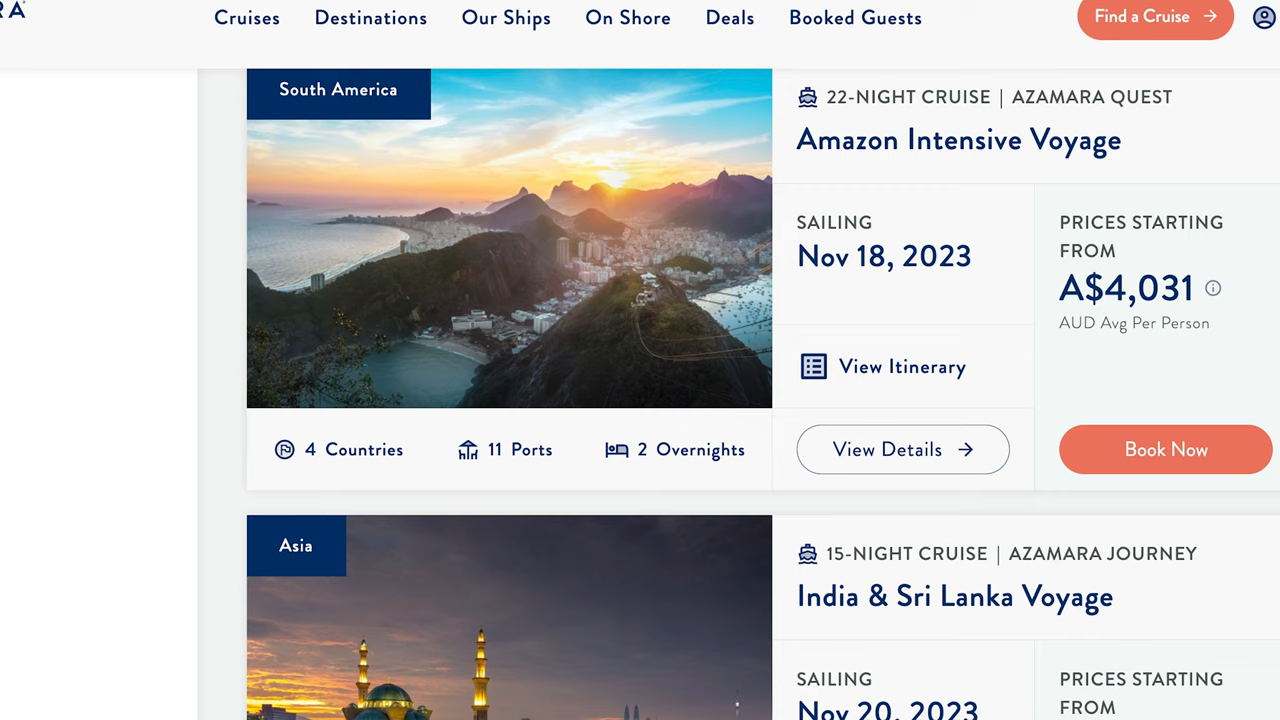 RA
Cruises Destinations Our Ships On Shore Deals Booked Guests Find a Cruise
South America
22-NIGHT CRUISE | AZAMARA QUEST
Amazon Intensive Voyage
SAILING
Nov 18, 2023
PRICES STARTING
FROM
A$4,031
AUD Avg Per Person
View Itinerary
4 Countries 11 Ports 2 Overnights
View Details
Book Now
Asia
15-NIGHT CRUISE | AZAMARA JOURNEY
India & Sri Lanka Voyage
SAILING
Nov 20, 2023
PRICES STARTING
FROM